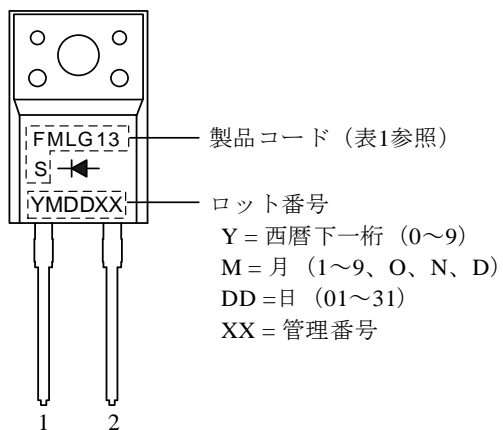 FMLG13
S
YMDDXX
製品コード（表1参照）
ロット番号
Y = 西暦下一桁（0～9）
M = 月（1～9、O、N、D）
DD =日（01～31）
XX = 管理番号
1 2